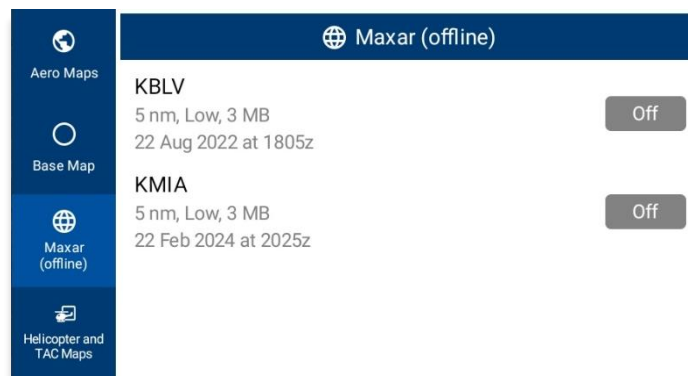 Aero Maps
Base Map
Maxar
(offline)
Helicopter and
TAC Maps
Maxar (offline)
KBLV
5 nm, Low, 3 MB
22 Aug 2022 at 1805z
Off
KMIA
5 nm, Low, 3 MB
22 Feb 2024 at 2025z
Off